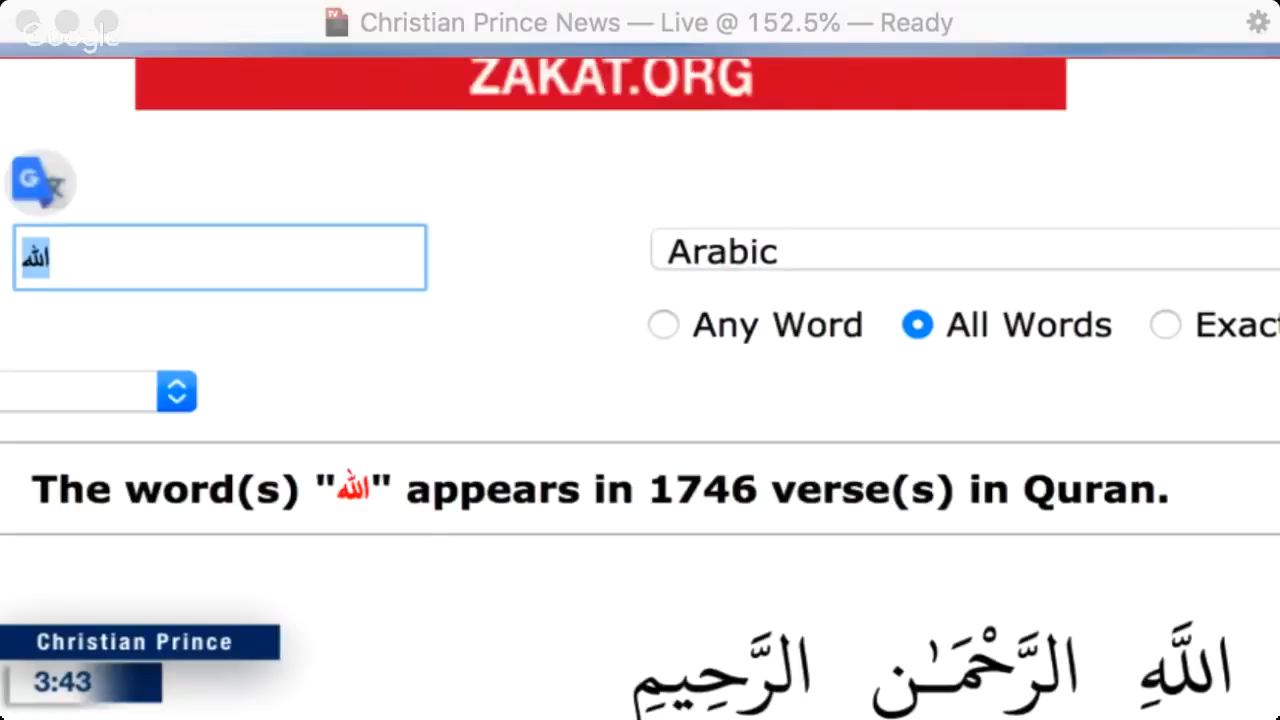 Christian Prince News — Live @ 152.5% — Ready
Google
ZAKAT.ORG
الله
Arabic
Any Word All Words Exact
The word(s) "الله" appears in 1746 verse(s) in Quran.
اللَّهِ الرَّحْمَـٰنِ الرَّحِيمِ
Christian Prince
3:43